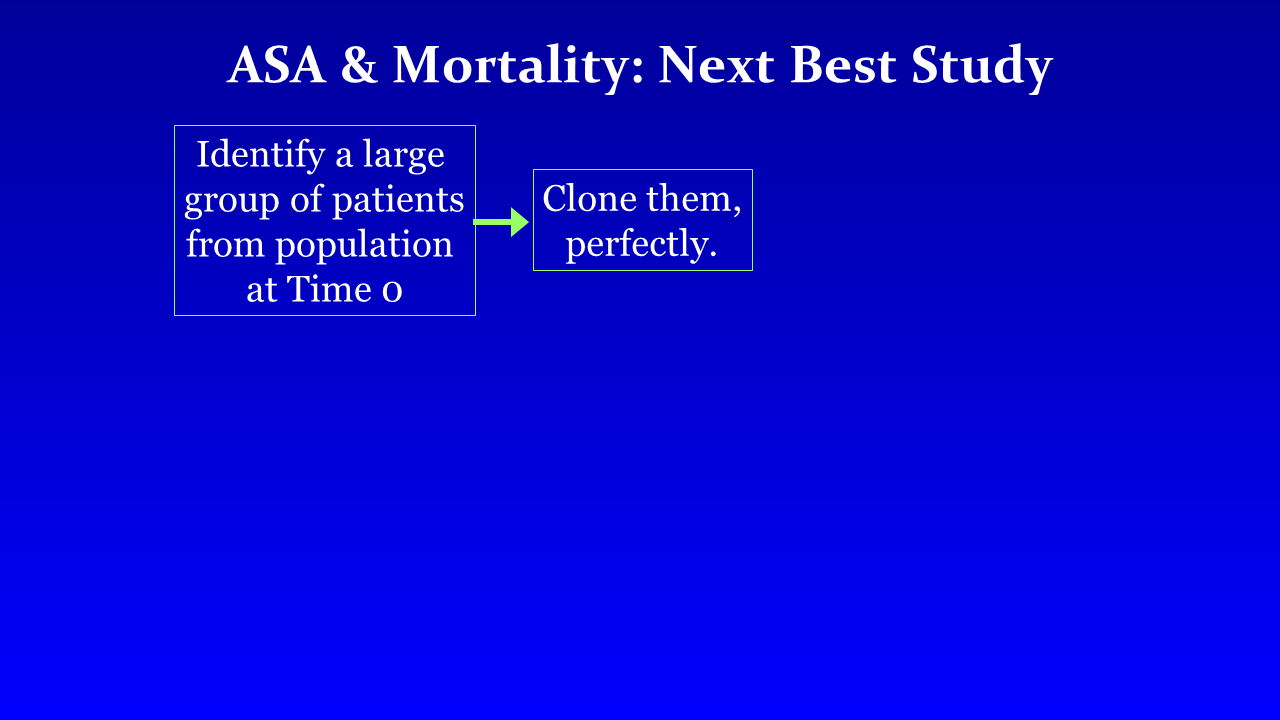 ASA & Mortality: Next Best Study
Identify a large
group of patients
from population
at Time 0
Clone them,
perfectly.